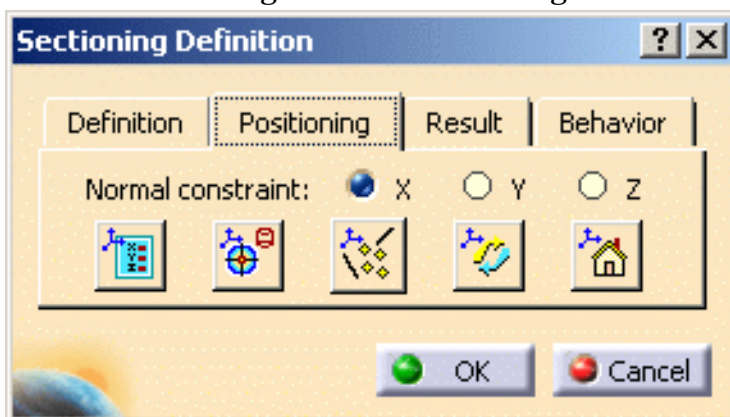 Sectioning Definition ? X
Definition Positioning Result Behavior
Normal constraint: X Y Z
OK Cancel